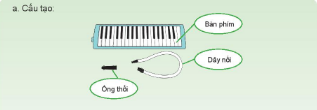 a. Cấu tạo:
Bàn phím
Dây nối
Ống thổi